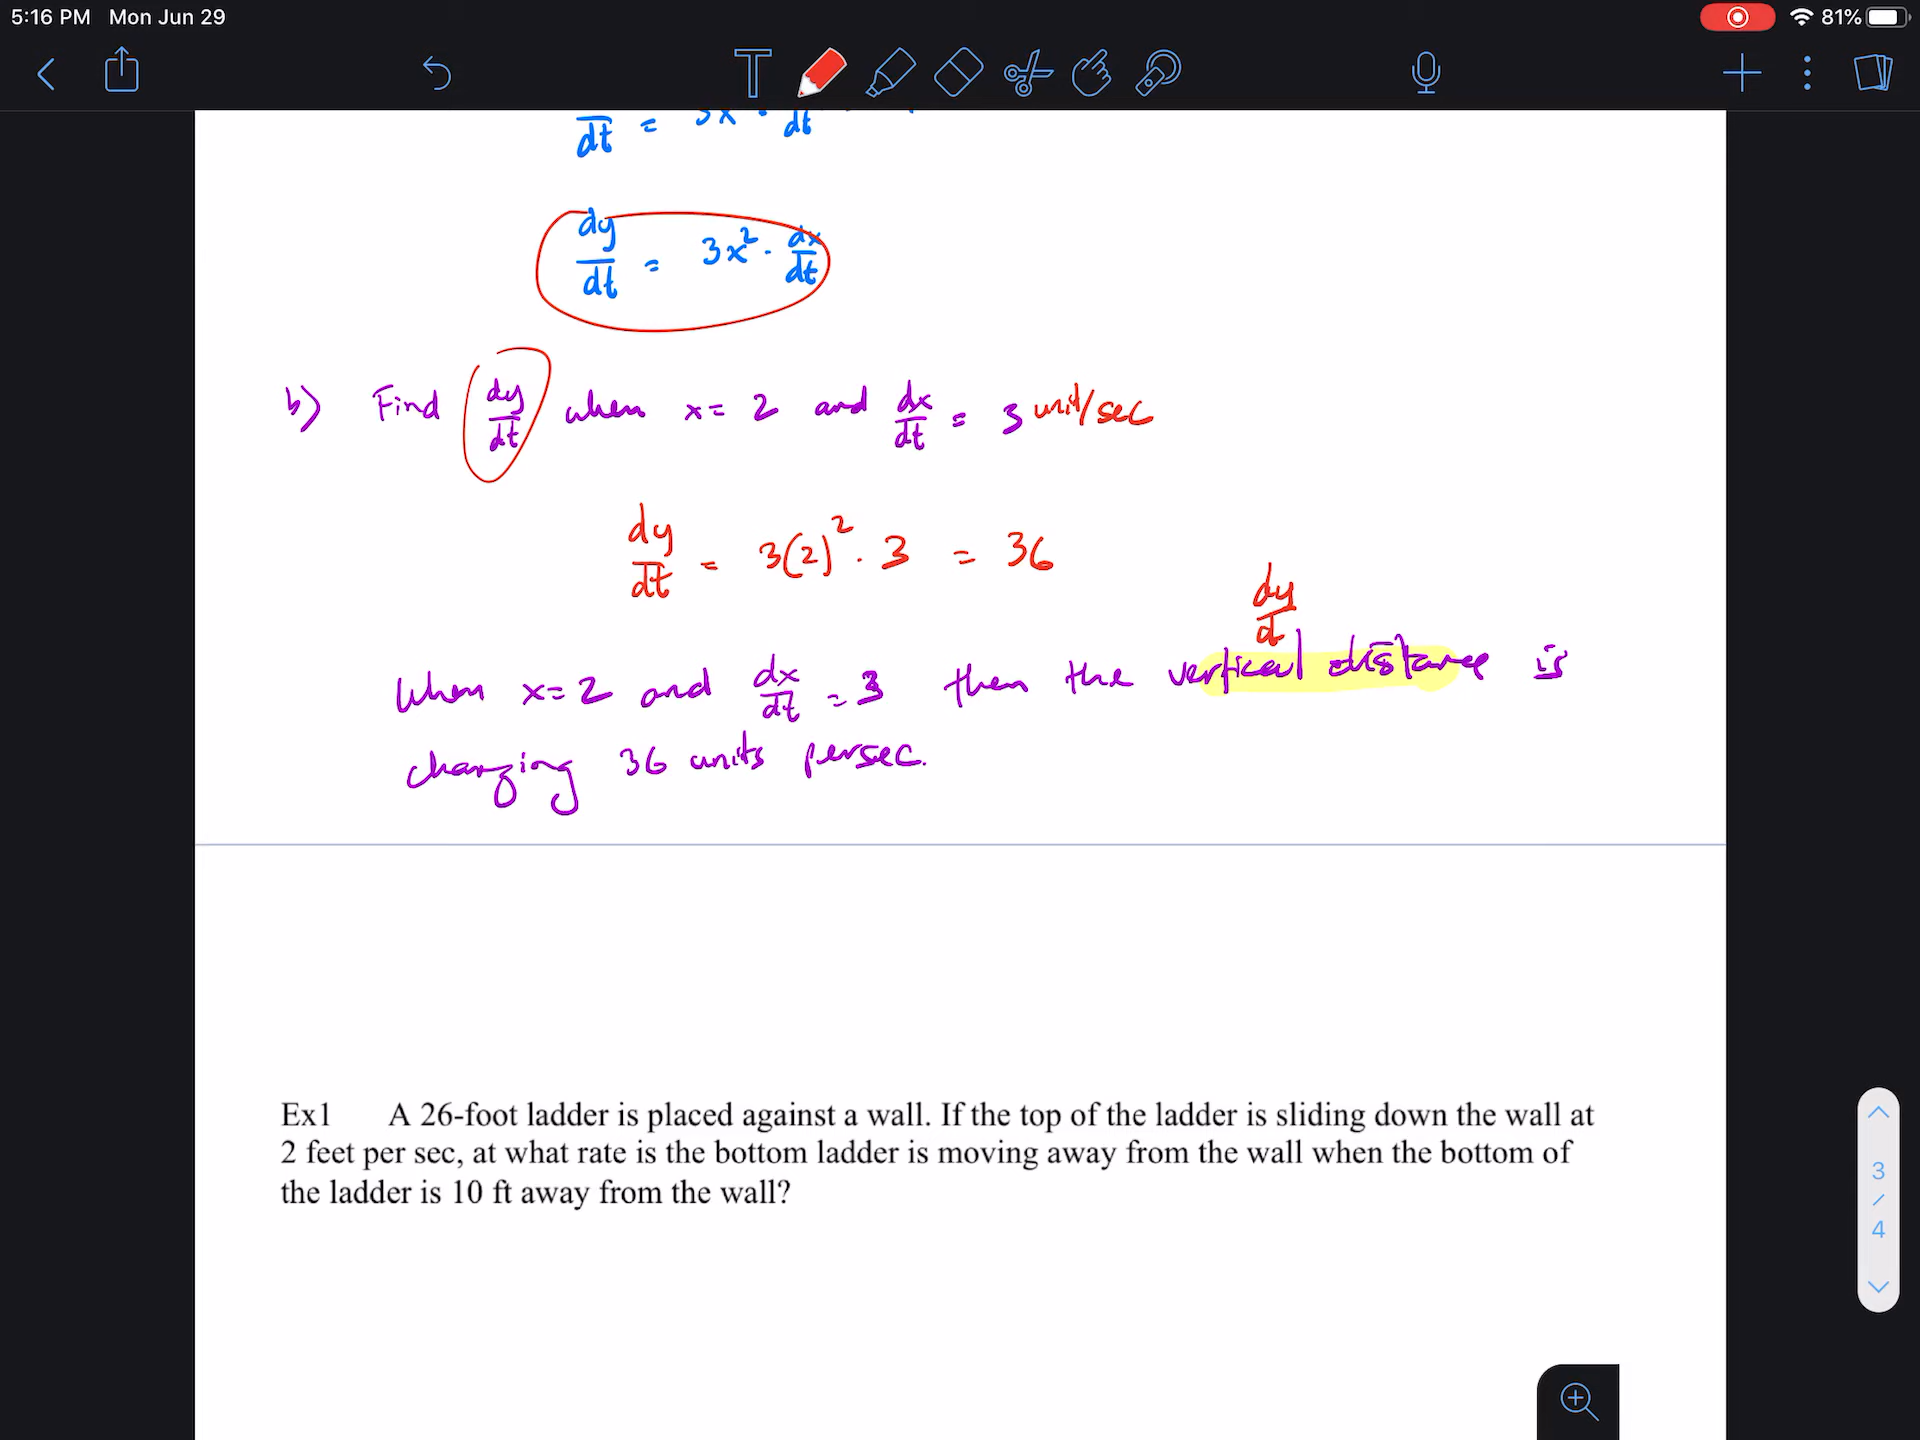 5:16 PM Mon Jun 29
81%
T
dt = 3x · dt
dy/dt = 3x² · dx/dt
b) Find dy/dt when x = 2 and dx/dt = 3 unit/sec
dy/dt = 3(2)² · 3 = 36
dy/d
When x=2 and dx/dt = 3 then the vertical distance is
changing 36 units persec.
Ex1 A 26-foot ladder is placed against a wall. If the top of the ladder is sliding down the wall at
2 feet per sec, at what rate is the bottom ladder is moving away from the wall when the bottom of
the ladder is 10 ft away from the wall?
3
/
4